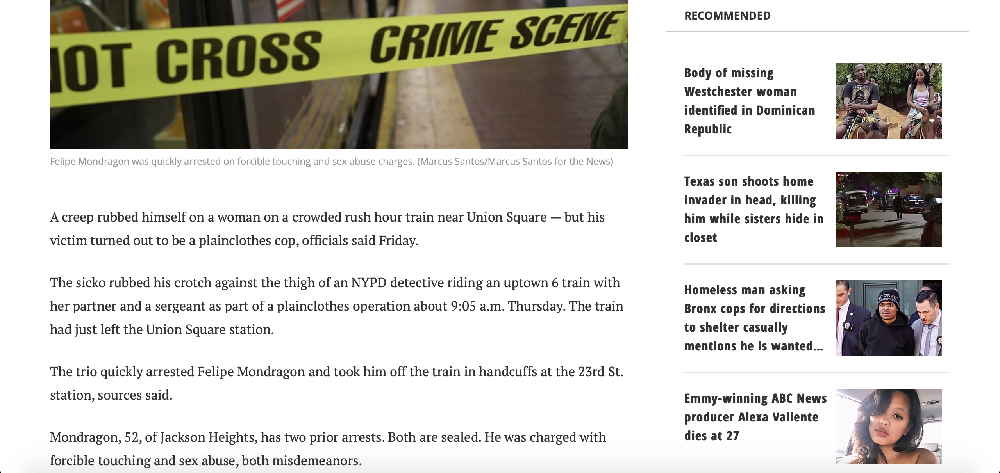 NOT CROSS CRIME SCENE
Felipe Mondragon was quickly arrested on forcible touching and sex abuse charges. (Marcus Santos/Marcus Santos for the News)
A creep rubbed himself on a woman on a crowded rush hour train near Union Square — but his
victim turned out to be a plainclothes cop, officials said Friday.
The sicko rubbed his crotch against the thigh of an NYPD detective riding an uptown 6 train with
her partner and a sergeant as part of a plainclothes operation about 9:05 a.m. Thursday. The train
had just left the Union Square station.
The trio quickly arrested Felipe Mondragon and took him off the train in handcuffs at the 23rd St.
station, sources said.
Mondragon, 52, of Jackson Heights, has two prior arrests. Both are sealed. He was charged with
forcible touching and sex abuse, both misdemeanors.
RECOMMENDED
Body of missing
Westchester woman
identified in Dominican
Republic
Texas son shoots home
invader in head, killing
him while sisters hide in
closet
khou.com
Homeless man asking
Bronx cops for directions
to shelter casually
mentions he is wanted...
YORK
Emmy-winning ABC News
producer Alexa Valiente
dies at 27